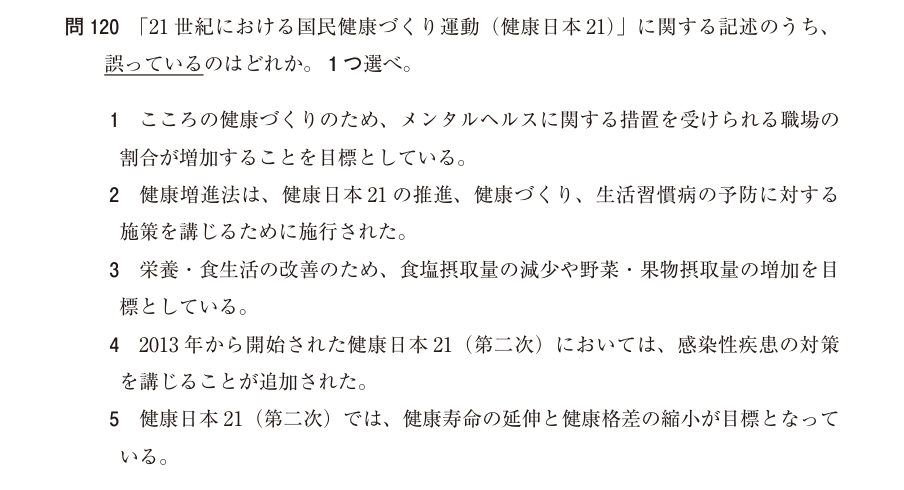 問 120 「21 世紀における国民健康づくり運動（健康日本 21）」に関する記述のうち、
誤っているのはどれか。1 つ選べ。
1 こころの健康づくりのため、メンタルヘルスに関する措置を受けられる職場の
割合が増加することを目標としている。
2 健康増進法は、健康日本 21 の推進、健康づくり、生活習慣病の予防に対する
施策を講じるために施行された。
3 栄養・食生活の改善のため、食塩摂取量の減少や野菜・果物摂取量の増加を目
標としている。
4 2013 年から開始された健康日本 21（第二次）においては、感染性疾患の対策
を講じることが追加された。
5 健康日本 21（第二次）では、健康寿命の延伸と健康格差の縮小が目標となって
いる。